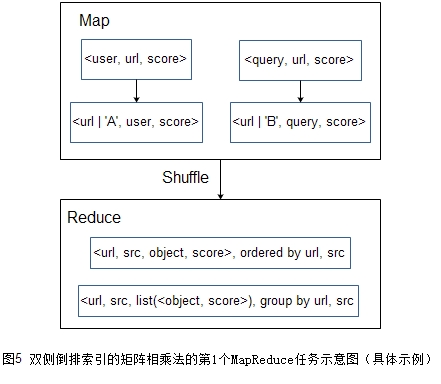 Map
<user, url, score>
<query, url, score>
<url | 'A', user, score>
<url | 'B', query, score>
Shuffle
Reduce
<url, src, object, score>, ordered by url, src
<url, src, list(<object, score>), group by url, src
图5 双侧倒排索引的矩阵相乘法的第1个MapReduce任务示意图（具体示例）